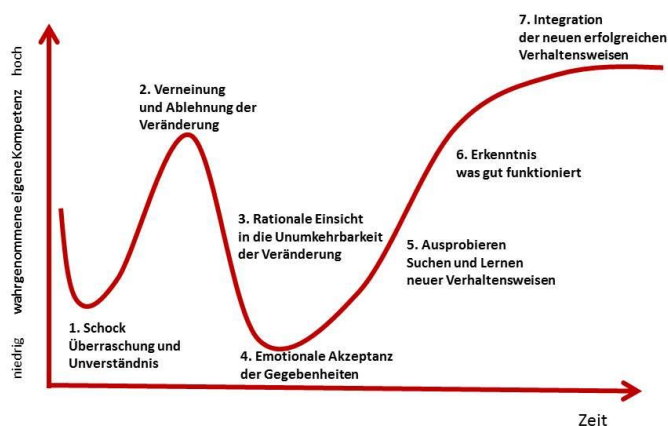 hoch
wahrgenommene eigene Kompetenz
niedrig
1. Schock
Überraschung und
Unverständnis
2. Verneinung
und Ablehnung der
Veränderung
3. Rationale Einsicht
in die Unumkehrbarkeit
der Veränderung
4. Emotionale Akzeptanz
der Gegebenheiten
5. Ausprobieren
Suchen und Lernen
neuer Verhaltensweisen
6. Erkenntnis
was gut funktioniert
7. Integration
der neuen erfolgreichen
Verhaltensweisen
Zeit